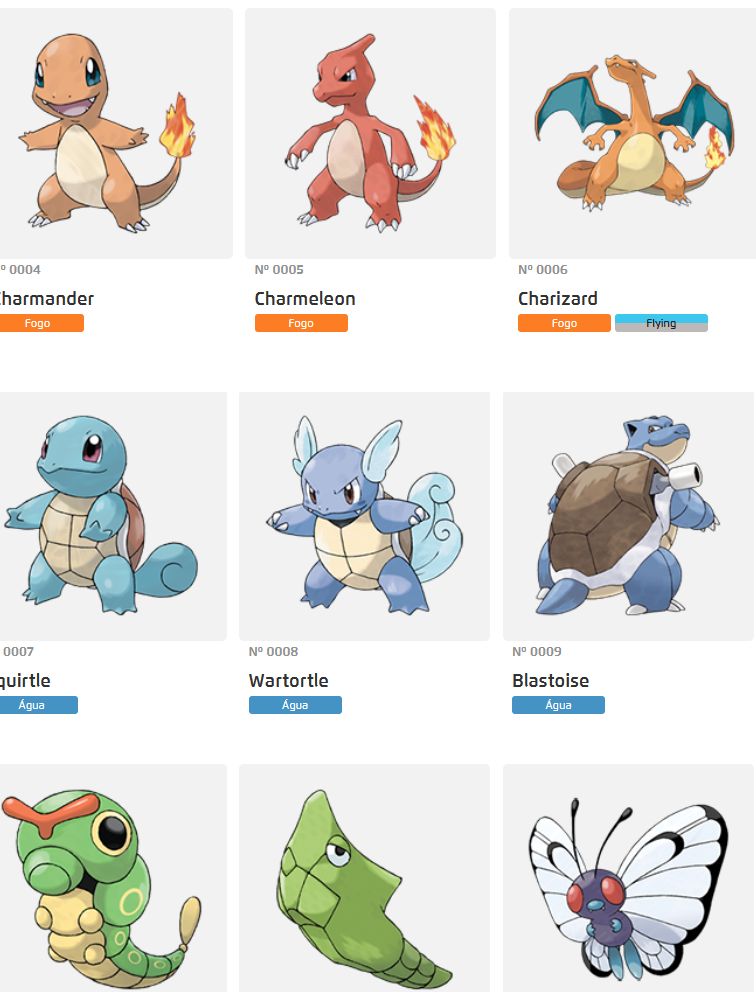 º 0004
Nº 0005
Nº 0006
harmander
Charmeleon
Charizard
Fogo
Fogo
Fogo
Flying
0007
Nº 0008
Nº 0009
quirtle
Wartortle
Blastoise
Água
Água
Água